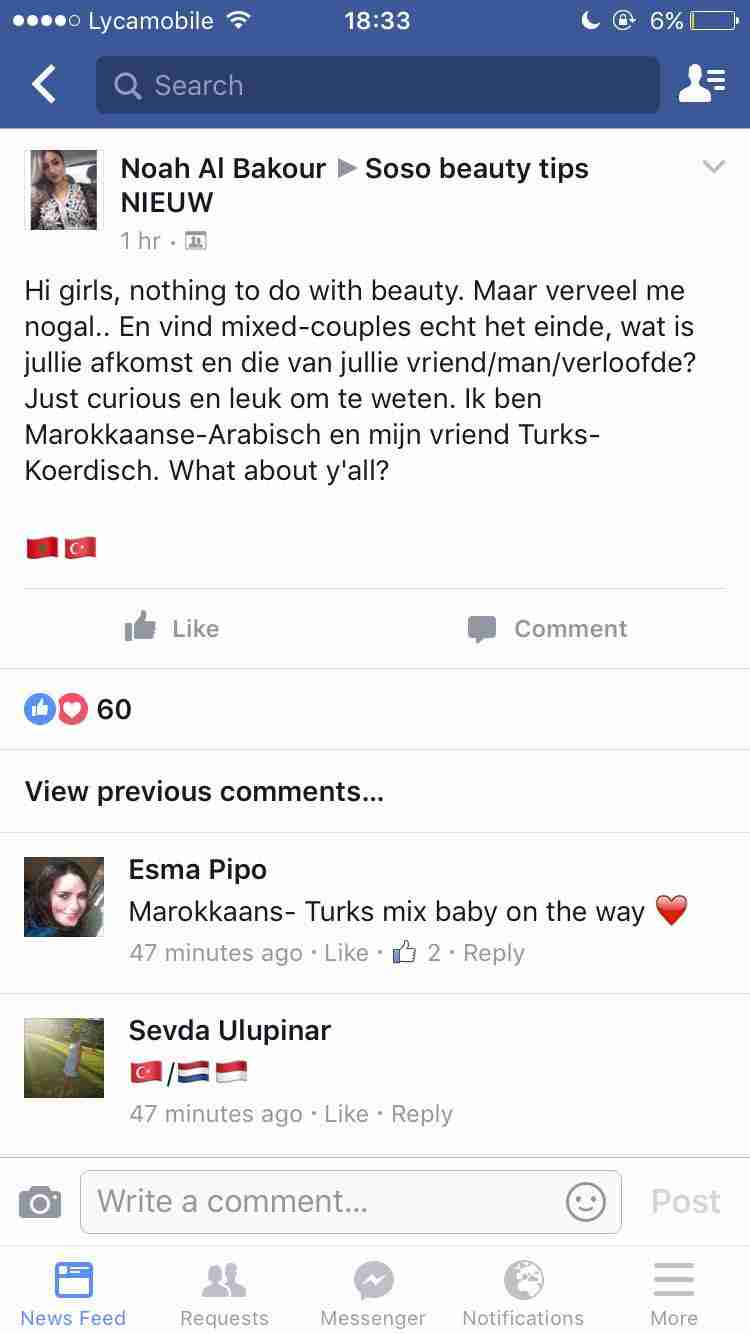 Lycamobile 18:33 6%
Search
Noah Al Bakour ▶ Soso beauty tips
NIEUW
1 hr ·
Hi girls, nothing to do with beauty. Maar verveel me
nogal.. En vind mixed-couples echt het einde, wat is
jullie afkomst en die van jullie vriend/man/verloofde?
Just curious en leuk om te weten. Ik ben
Marokkaanse-Arabisch en mijn vriend Turks-
Koerdisch. What about y'all?
🇲🇦🇹🇷
Like Comment
60
View previous comments...
Esma Pipo
Marokkaans- Turks mix baby on the way ❤️
47 minutes ago · Like · 2 · Reply
Sevda Ulupinar
🇹🇷/🇳🇱🇮🇩
47 minutes ago · Like · Reply
Write a comment... Post
News Feed Requests Messenger Notifications More